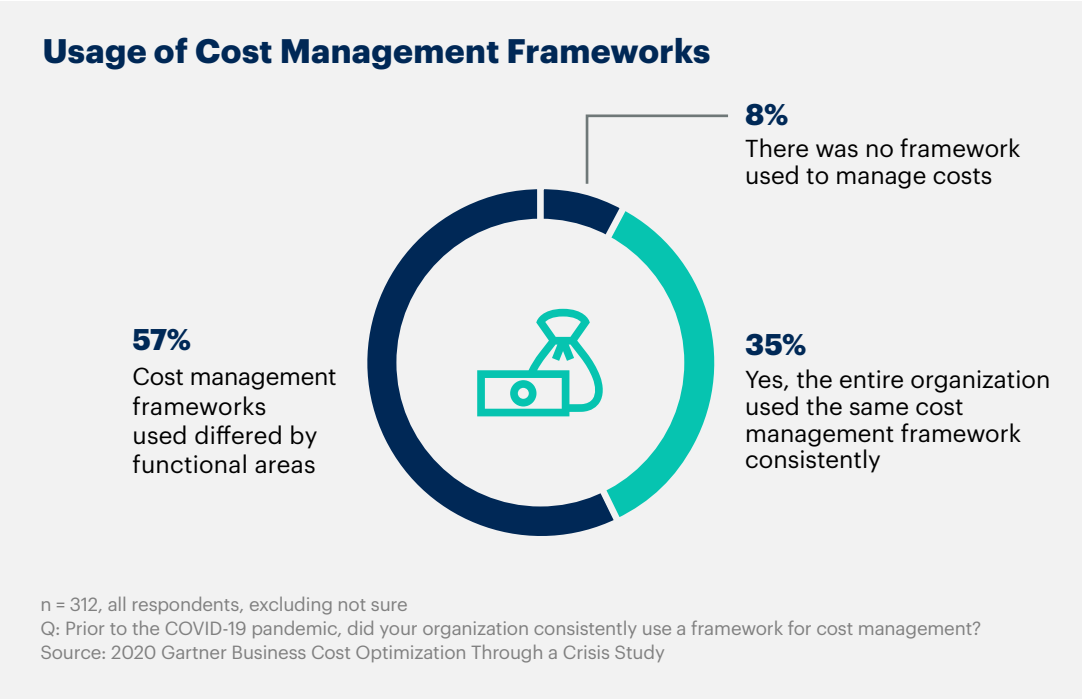 Usage of Cost Management Frameworks
8%
There was no framework
used to manage costs
57%
Cost management
frameworks
used differed by
functional areas
35%
Yes, the entire organization
used the same cost
management framework
consistently
n = 312, all respondents, excluding not sure
Q: Prior to the COVID-19 pandemic, did your organization consistently use a framework for cost management?
Source: 2020 Gartner Business Cost Optimization Through a Crisis Study